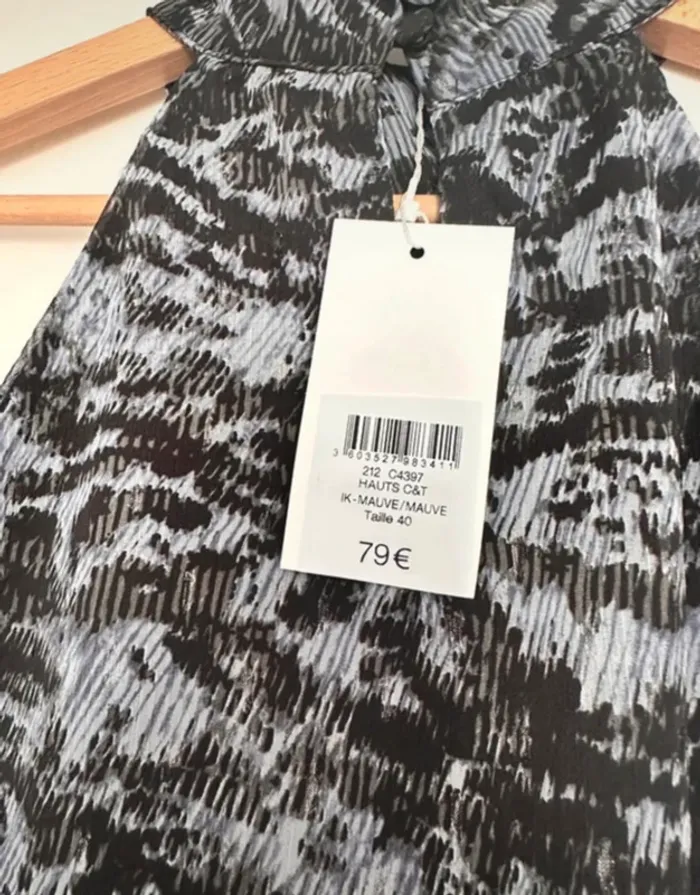 3 603527 983411
212 C4397
HAUTS C&T
IK-MAUVE/MAUVE
Taille 40
79€